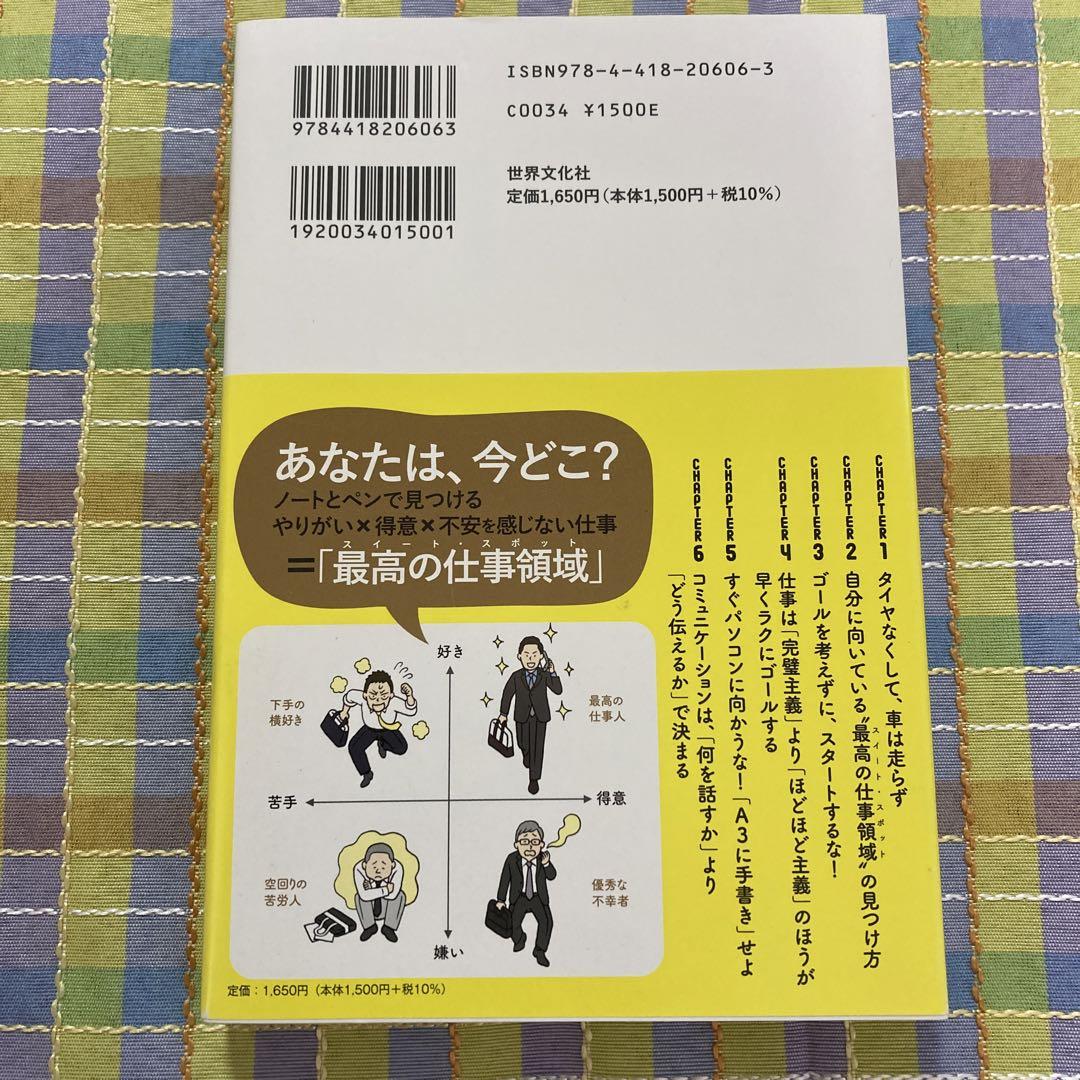 ISBN978-4-418-20606-3
C0034 ¥1500E
9784418206063
世界文化社
定価1,650円(本体1,500円+税10%)
1920034015001
あなたは、今どこ?
ノートとペンで見つける
やりがい×得意×不安を感じない仕事
スイート・スポット
=「最高の仕事領域」
好き
下手の
横好き
最高の
仕事人
苦手
得意
空回りの
苦労人
優秀な
不幸者
嫌い
CHAPTER 1 タイヤなくして、車は走らず
CHAPTER 2 自分に向いている“最高の仕事領域”の見つけ方
スイート・スポット
CHAPTER 3 ゴールを考えずに、スタートするな!
CHAPTER 4 仕事は「完璧主義」より「ほどほど主義」のほうが
早くラクにゴールする
CHAPTER 5 すぐパソコンに向かうな!「A3に手書き」せよ
CHAPTER 6 コミュニケーションは、「何を話すか」より
「どう伝えるか」で決まる
定価:1,650円(本体1,500円+税10%)